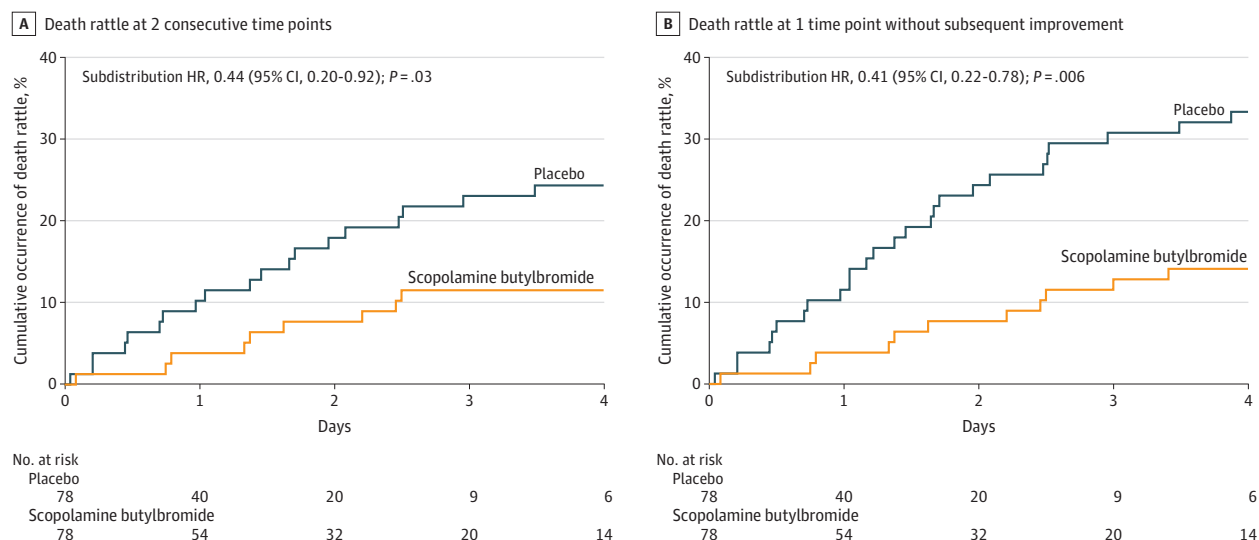 A Death rattle at 2 consecutive time points
Cumulative occurrence of death rattle, %
40
30
20
10
0
Subdistribution HR, 0.44 (95% CI, 0.20-0.92); P = .03
Placebo
Scopolamine butylbromide
0 1 2 3 4
Days
No. at risk
Placebo
78 40 20 9 6
Scopolamine butylbromide
78 54 32 20 14
B Death rattle at 1 time point without subsequent improvement
Cumulative occurrence of death rattle, %
40
30
20
10
0
Subdistribution HR, 0.41 (95% CI, 0.22-0.78); P = .006
Placebo
Scopolamine butylbromide
0 1 2 3 4
Days
No. at risk
Placebo
78 40 20 9 6
Scopolamine butylbromide
78 54 32 20 14